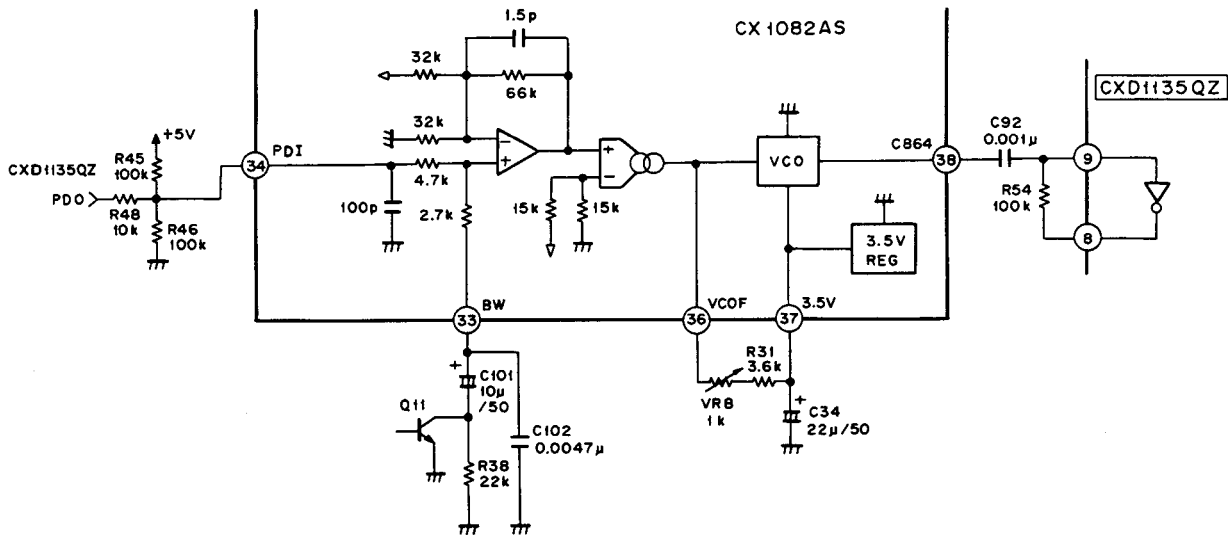 1.5p
CX1082AS
32k
66k
CXD1135QZ
32k
C92
0.001µ
+5V
C864
34
PDI
VCO
38
9
CXD1135QZ
R45
100k
4.7k
R54
100k
PDO
R48
10k
R46
100k
100p
2.7k
15k
15k
3.5V
REG
8
BW
VCOF
3.5V
33
36
37
R31
3.6k
C101
10µ
/50
VR8
1k
C34
22µ/50
Q11
C102
0.0047µ
R38
22k